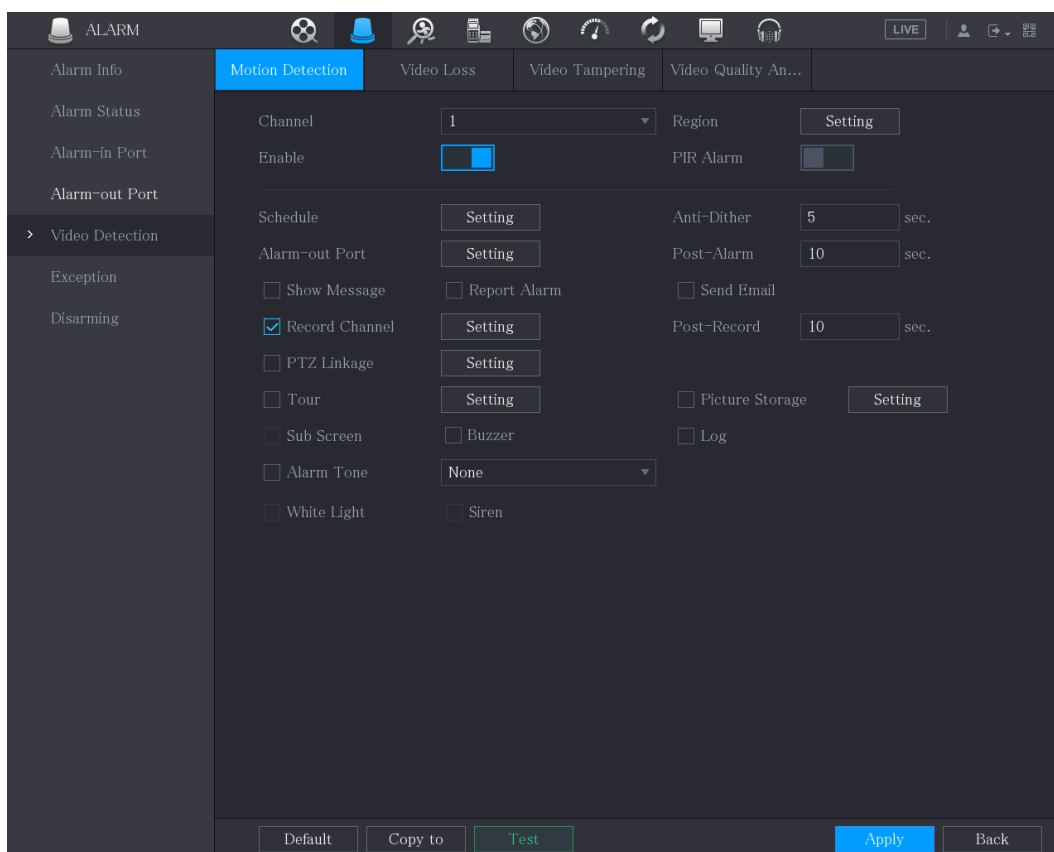 ALARM LIVE
Alarm Info
Alarm Status
Alarm-in Port
Alarm-out Port
> Video Detection
Exception
Disarming
Motion Detection Video Loss Video Tampering Video Quality An...
Channel 1 Region Setting
Enable PIR Alarm
Schedule Setting Anti-Dither 5 sec.
Alarm-out Port Setting Post-Alarm 10 sec.
Show Message Report Alarm Send Email
Record Channel Setting Post-Record 10 sec.
PTZ Linkage Setting
Tour Setting Picture Storage Setting
Sub Screen Buzzer Log
Alarm Tone None
White Light Siren
Default Copy to Test Apply Back